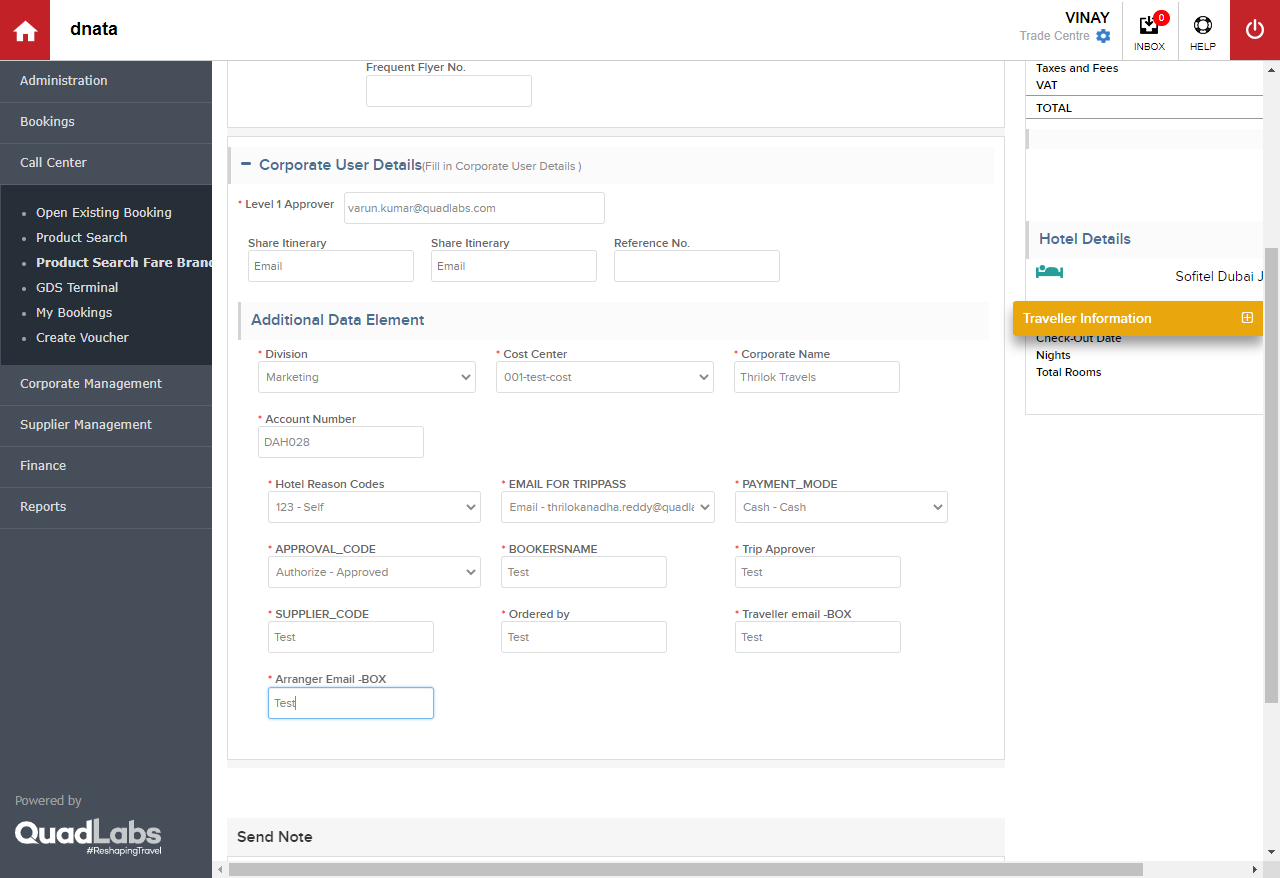 dnata
VINAY
Trade Centre
0
INBOX
HELP
Administration
Bookings
Call Center
Open Existing Booking
Product Search
Product Search Fare Bran
GDS Terminal
My Bookings
Create Voucher
Corporate Management
Supplier Management
Finance
Reports
Powered by
QuadLabs
#ReshapingTravel
Frequent Flyer No.
Corporate User Details(Fill in Corporate User Details )
* Level 1 Approver
varun.kumar@quadlabs.com
Share Itinerary Share Itinerary Reference No.
Email Email
Additional Data Element
* Division * Cost Center * Corporate Name
Marketing 001-test-cost Thrilok Travels
* Account Number
DAH028
* Hotel Reason Codes * EMAIL FOR TRIPPASS * PAYMENT_MODE
123 - Self Email - thrilokanadha.reddy@quadla Cash - Cash
* APPROVAL_CODE * BOOKERSNAME * Trip Approver
Authorize - Approved Test Test
* SUPPLIER_CODE * Ordered by * Traveller email -BOX
Test Test Test
* Arranger Email -BOX
Test
Send Note
Taxes and Fees
VAT
TOTAL
Hotel Details
Sofitel Dubai J
Traveller Information
Check-Out Date
Nights
Total Rooms